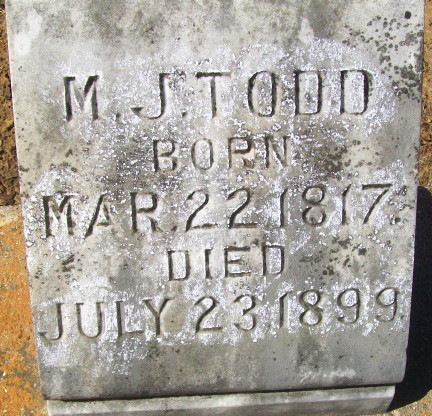 M. J. TODD
BORN
MAR. 22, 1817.
DIED
JULY 23, 1899.